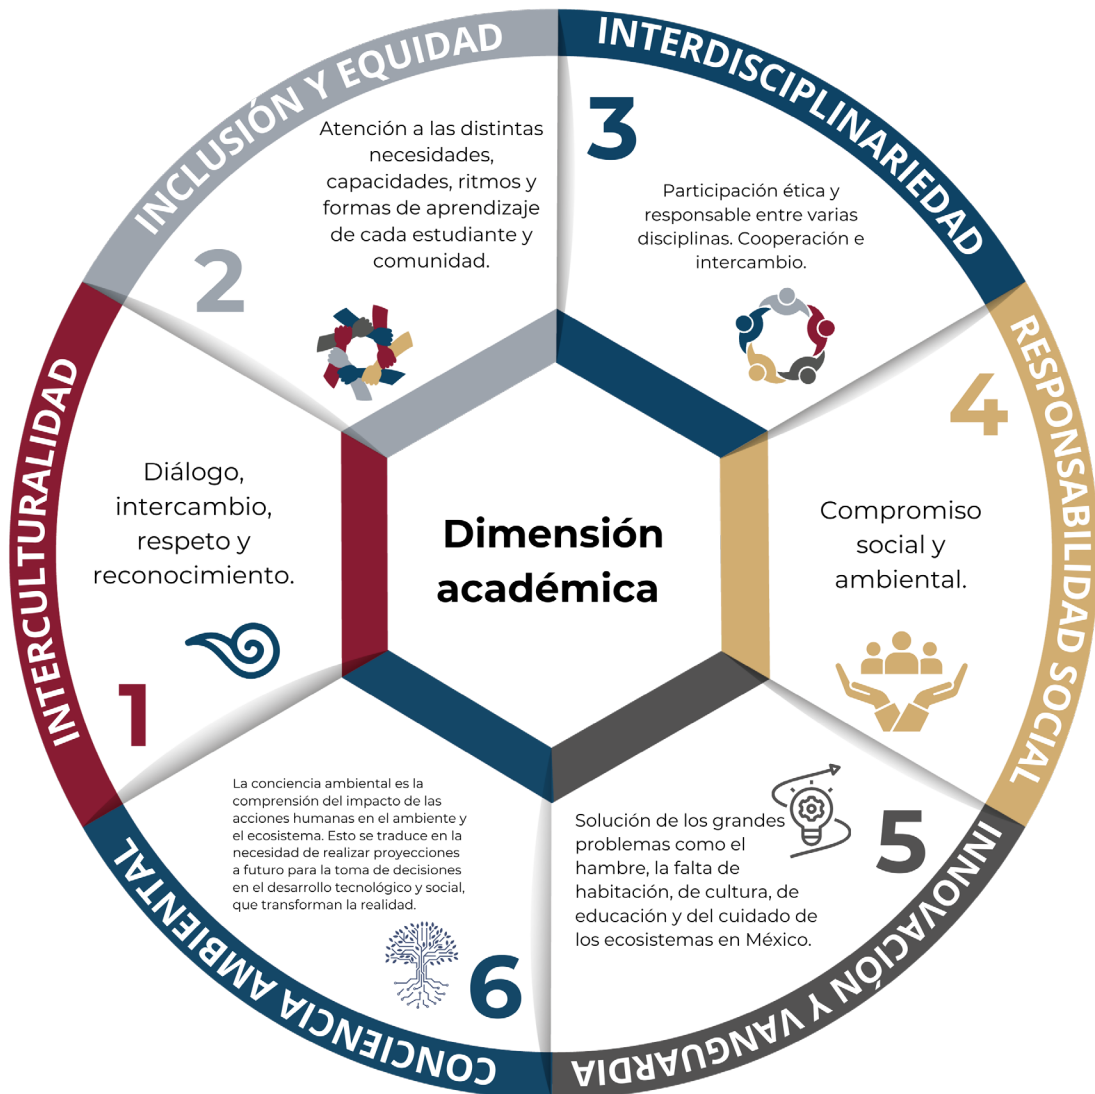 Dimensión
académica
INTERCULTURALIDAD
1
Diálogo,
intercambio,
respeto y
reconocimiento.
INCLUSIÓN Y EQUIDAD
2
Atención a las distintas
necesidades,
capacidades, ritmos y
formas de aprendizaje
de cada estudiante y
comunidad.
INTERDISCIPLINARIEDAD
3
Participación ética y
responsable entre varias
disciplinas. Cooperación e
intercambio.
RESPONSABILIDAD SOCIAL
4
Compromiso
social y
ambiental.
INNOVACIÓN Y VANGUARDIA
5
Solución de los grandes
problemas como el
hambre, la falta de
habitación, de cultura, de
educación y del cuidado de
los ecosistemas en México.
CONCIENCIA AMBIENTAL
6
La conciencia ambiental es la
comprensión del impacto de las
acciones humanas en el ambiente y
el ecosistema. Esto se traduce en la
necesidad de realizar proyecciones
a futuro para la toma de decisiones
en el desarrollo tecnológico y social,
que transforman la realidad.